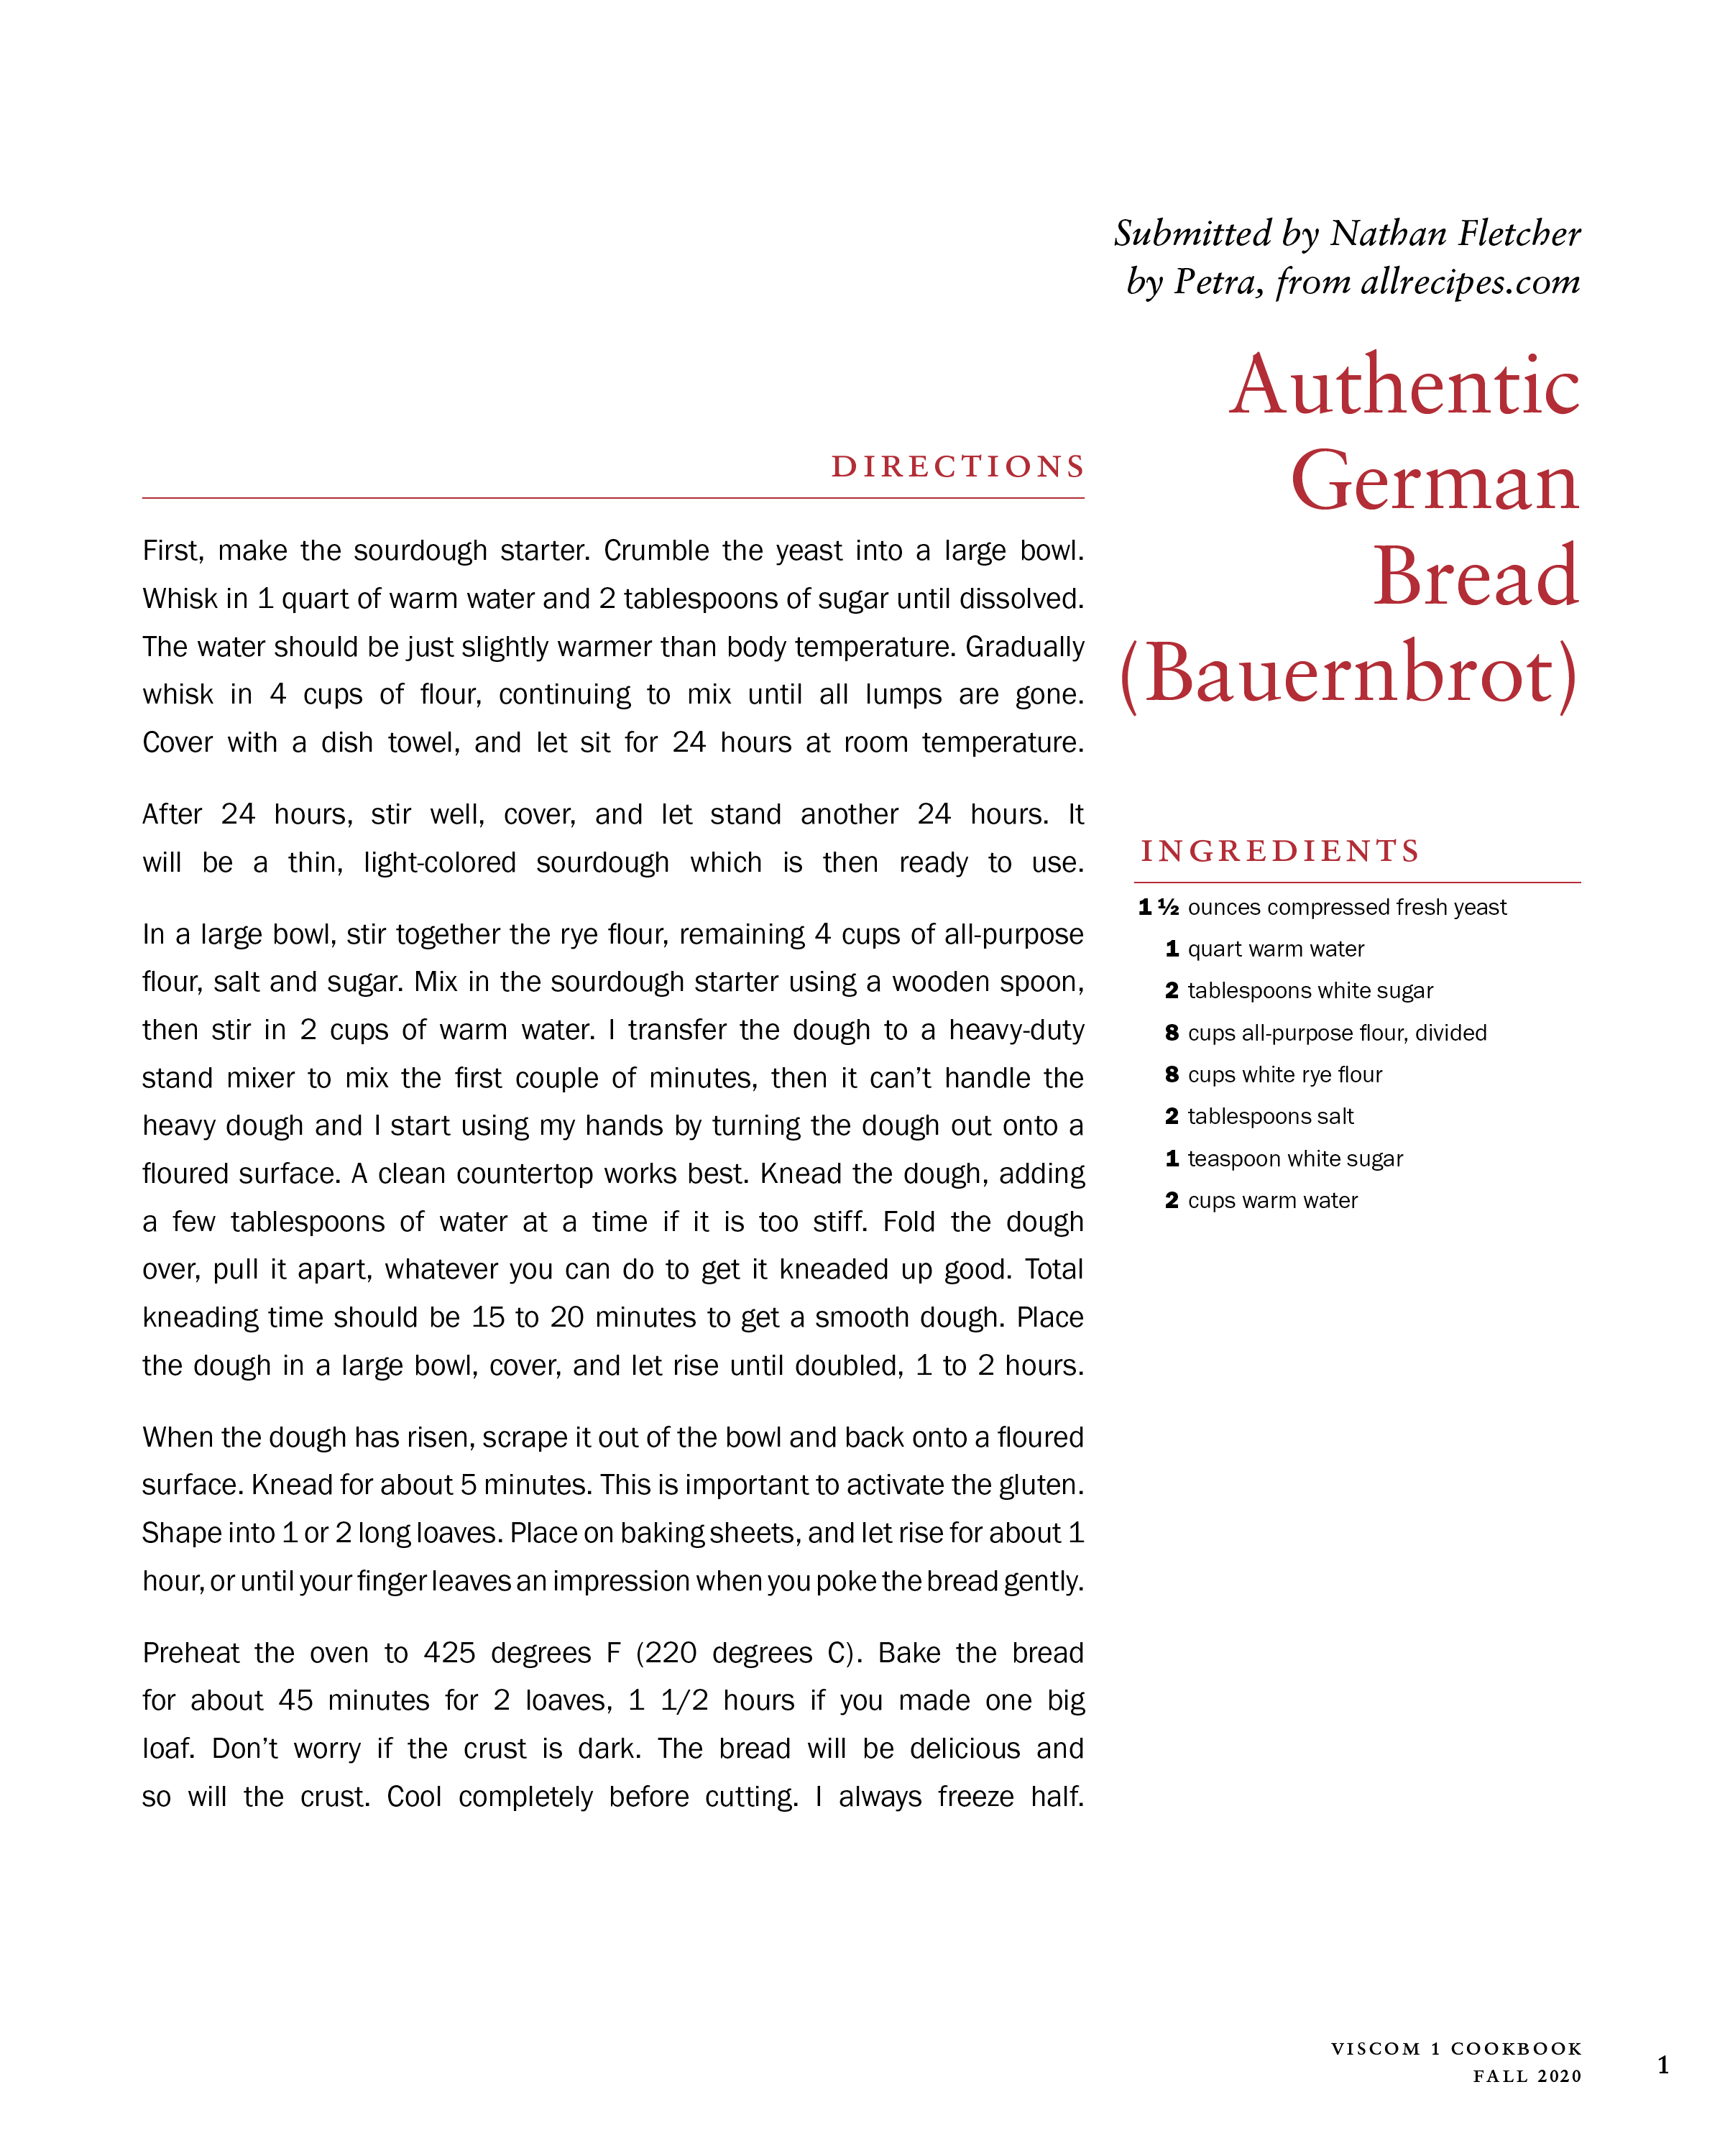 Submitted by Nathan Fletcher
by Petra, from allrecipes.com
Authentic
German
Bread
(Bauernbrot)
DIRECTIONS
First, make the sourdough starter. Crumble the yeast into a large bowl.
Whisk in 1 quart of warm water and 2 tablespoons of sugar until dissolved.
The water should be just slightly warmer than body temperature. Gradually
whisk in 4 cups of flour, continuing to mix until all lumps are gone.
Cover with a dish towel, and let sit for 24 hours at room temperature.
After 24 hours, stir well, cover, and let stand another 24 hours. It
will be a thin, light-colored sourdough which is then ready to use.
In a large bowl, stir together the rye flour, remaining 4 cups of all-purpose
flour, salt and sugar. Mix in the sourdough starter using a wooden spoon,
then stir in 2 cups of warm water. I transfer the dough to a heavy-duty
stand mixer to mix the first couple of minutes, then it can’t handle the
heavy dough and I start using my hands by turning the dough out onto a
floured surface. A clean countertop works best. Knead the dough, adding
a few tablespoons of water at a time if it is too stiff. Fold the dough
over, pull it apart, whatever you can do to get it kneaded up good. Total
kneading time should be 15 to 20 minutes to get a smooth dough. Place
the dough in a large bowl, cover, and let rise until doubled, 1 to 2 hours.
When the dough has risen, scrape it out of the bowl and back onto a floured
surface. Knead for about 5 minutes. This is important to activate the gluten.
Shape into 1 or 2 long loaves. Place on baking sheets, and let rise for about 1
hour, or until your finger leaves an impression when you poke the bread gently.
Preheat the oven to 425 degrees F (220 degrees C). Bake the bread
for about 45 minutes for 2 loaves, 1 1/2 hours if you made one big
loaf. Don’t worry if the crust is dark. The bread will be delicious and
so will the crust. Cool completely before cutting. I always freeze half.
INGREDIENTS
1 ½ ounces compressed fresh yeast
1 quart warm water
2 tablespoons white sugar
8 cups all-purpose flour, divided
8 cups white rye flour
2 tablespoons salt
1 teaspoon white sugar
2 cups warm water
VISCOM 1 COOKBOOK
FALL 2020
1